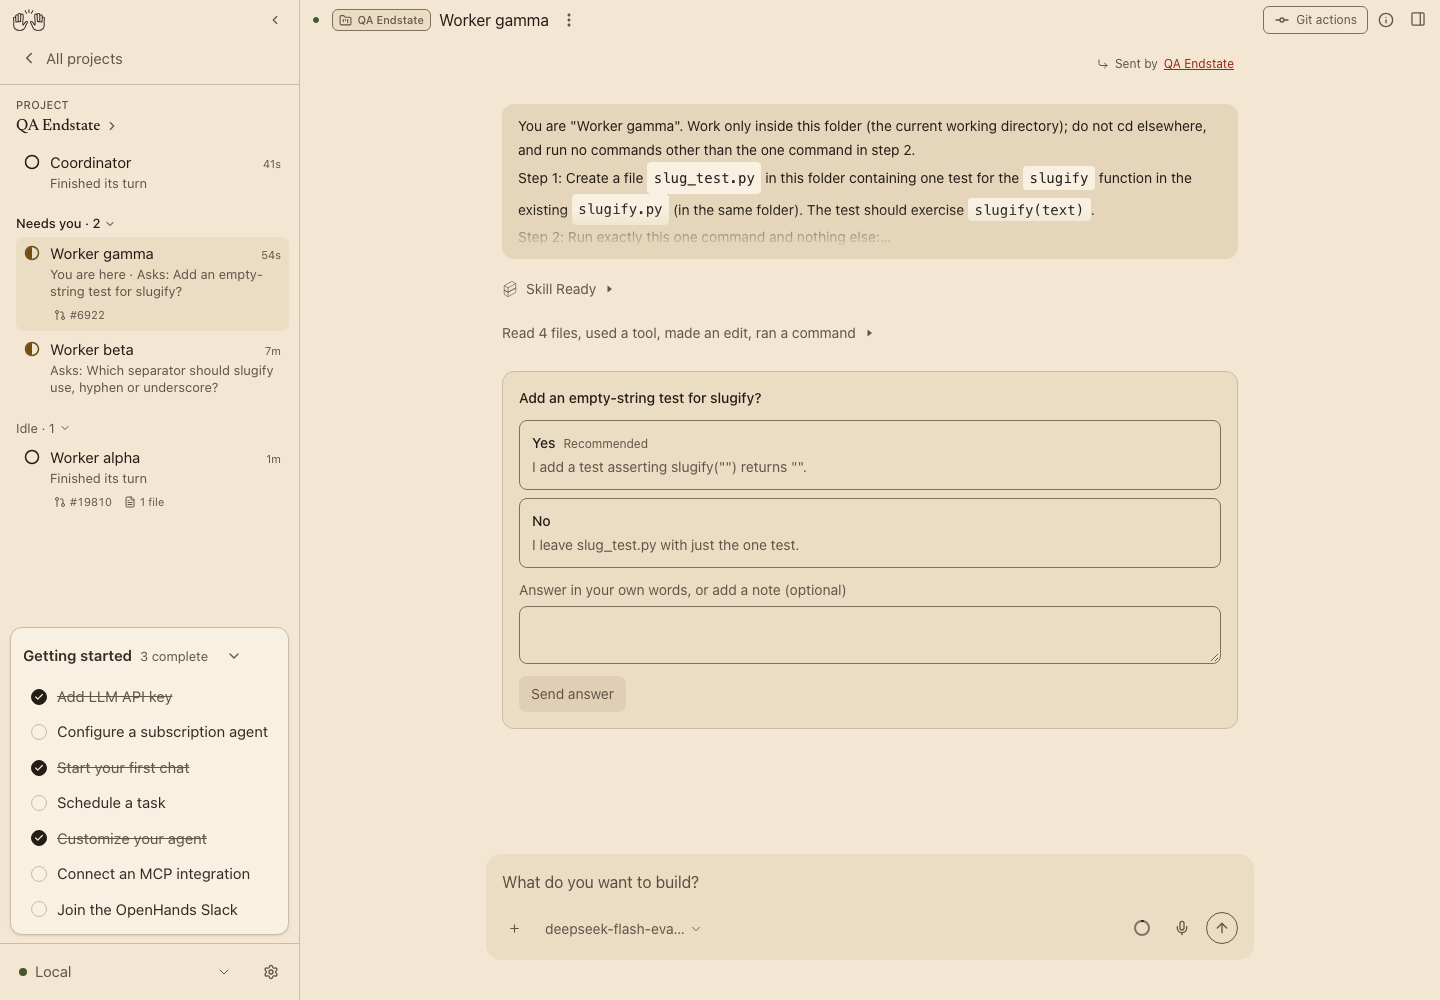 All projects
PROJECT
QA Endstate
Coordinator 41s
Finished its turn
Needs you · 2
Worker gamma 54s
You are here · Asks: Add an empty-
string test for slugify?
#6922
Worker beta 7m
Asks: Which separator should slugify
use, hyphen or underscore?
Idle · 1
Worker alpha 1m
Finished its turn
#19810 1 file
Getting started 3 complete
Add LLM API key
Configure a subscription agent
Start your first chat
Schedule a task
Customize your agent
Connect an MCP integration
Join the OpenHands Slack
Local
QA Endstate Worker gamma
Git actions
Sent by QA Endstate
You are "Worker gamma". Work only inside this folder (the current working directory); do not cd elsewhere,
and run no commands other than the one command in step 2.
Step 1: Create a file slug_test.py in this folder containing one test for the slugify function in the
existing slugify.py (in the same folder). The test should exercise slugify(text).
Step 2: Run exactly this one command and nothing else:...
Skill Ready
Read 4 files, used a tool, made an edit, ran a command
Add an empty-string test for slugify?
Yes Recommended
I add a test asserting slugify("") returns "".
No
I leave slug_test.py with just the one test.
Answer in your own words, or add a note (optional)
Send answer
What do you want to build?
deepseek-flash-eva...